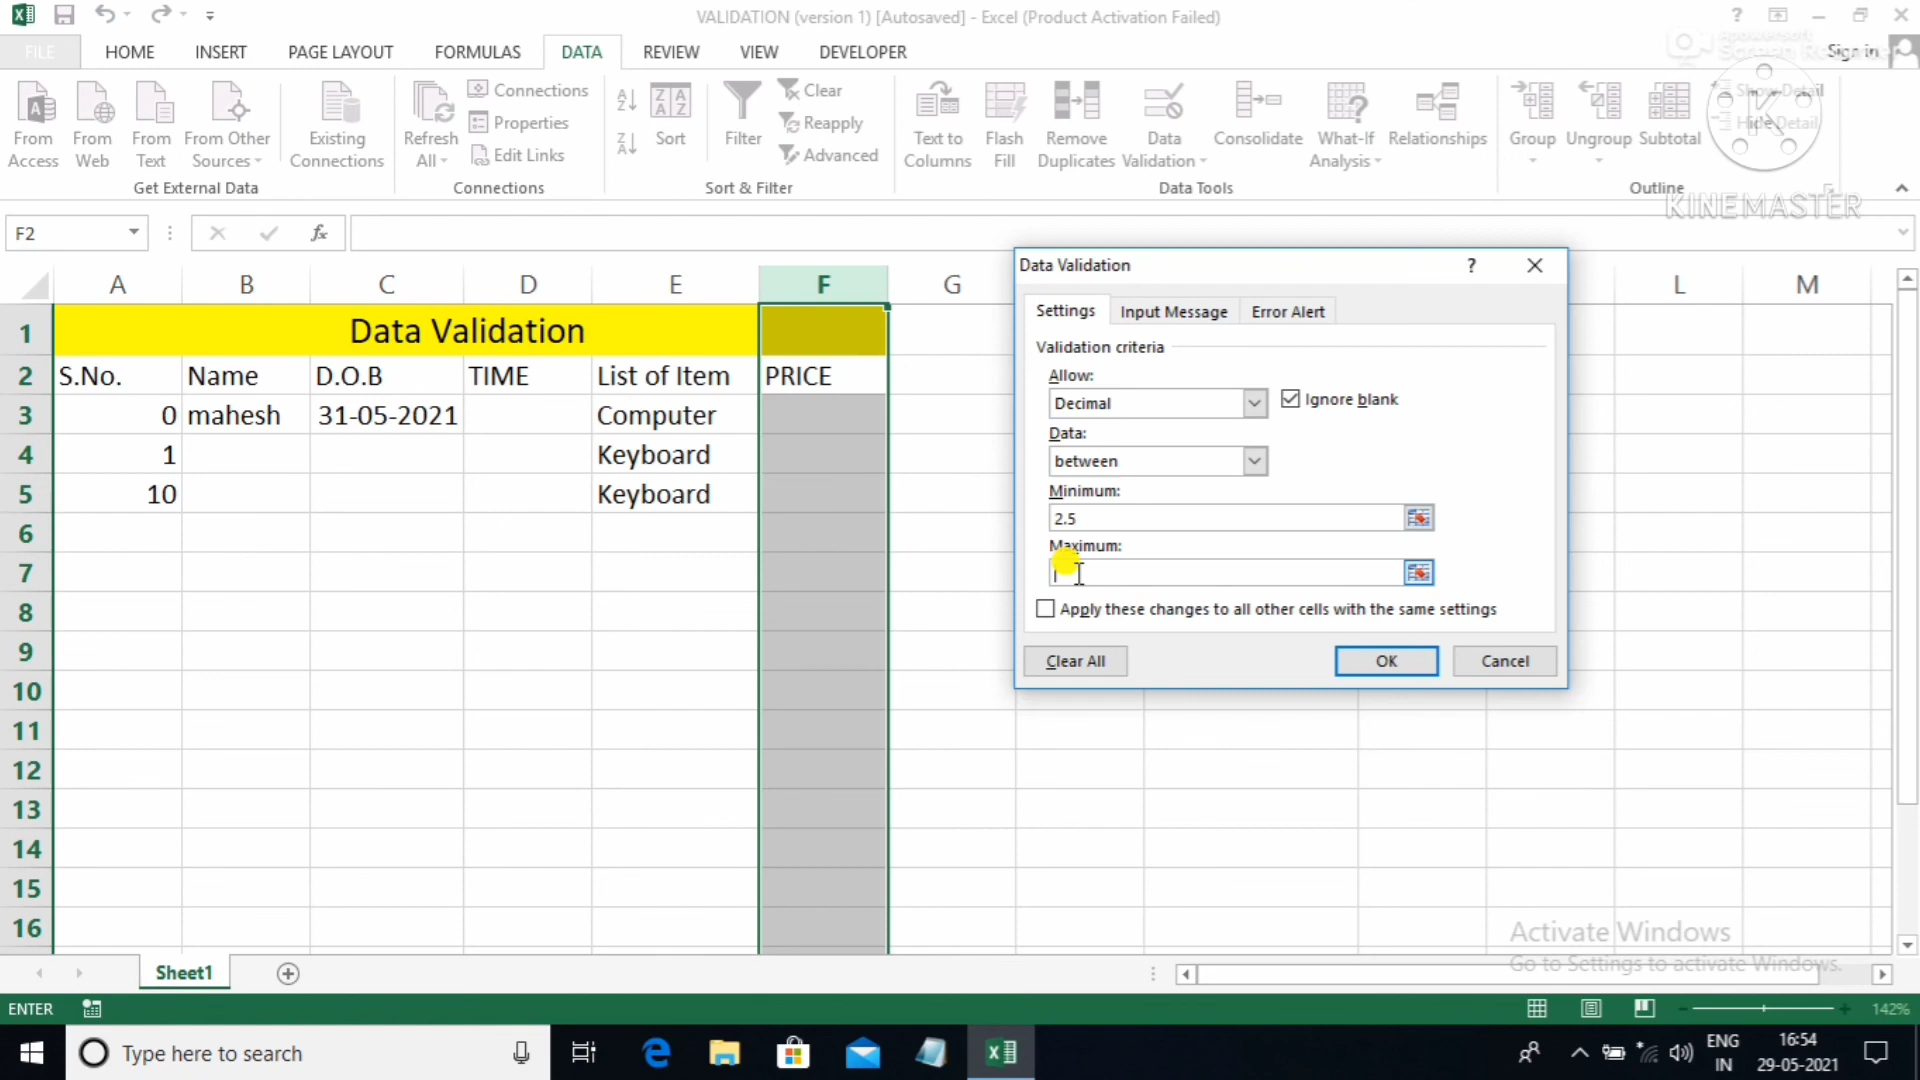 VALIDATION (version 1) [Autosaved] - Excel (Product Activation Failed)
FILE HOME INSERT PAGE LAYOUT FORMULAS DATA REVIEW VIEW DEVELOPER Sign in
Apowersoft
Screen Recorder
From Access
From Web
From Text
From Other Sources
Get External Data
Existing Connections
Refresh All
Connections
Properties
Edit Links
Connections
Sort
Filter
Clear
Reapply
Advanced
Sort & Filter
Text to Columns
Flash Fill
Remove Duplicates
Data Validation
Consolidate
What-If Analysis
Relationships
Data Tools
Group
Ungroup
Subtotal
Show Detail
Hide Detail
Outline
K
KINEMASTER
F2
fx
A B C D E F G L M
1 Data Validation
2 S.No. Name D.O.B TIME List of Item PRICE
3 0 mahesh 31-05-2021 Computer
4 1 Keyboard
5 10 Keyboard
6
7
8
9
10
11
12
13
14
15
16
Data Validation ?
Settings Input Message Error Alert
Validation criteria
Allow:
Decimal Ignore blank
Data:
between
Minimum:
2.5
Maximum:
Apply these changes to all other cells with the same settings
Clear All OK Cancel
Activate Windows
Go to Settings to activate Windows.
Sheet1
ENTER 142%
Type here to search
ENG
IN
16:54
29-05-2021